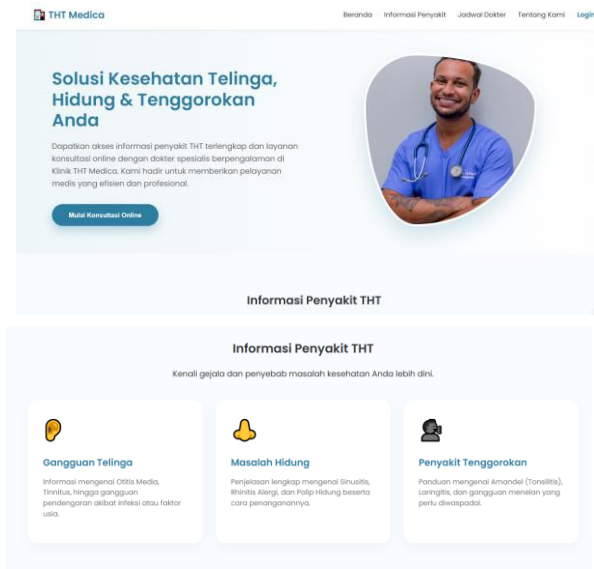 THT Medica
Beranda Informasi Penyakit Jadwal Dokter Tentang Kami Login
Solusi Kesehatan Telinga,
Hidung & Tenggorokan
Anda
Dapatkan akses informasi penyakit THT terlengkap dan layanan
konsultasi online dengan dokter spesialis berpengalaman di
Klinik THT Medica. Kami hadir untuk memberikan pelayanan
medis yang efisien dan profesional.
Mulai Konsultasi Online
Informasi Penyakit THT
Informasi Penyakit THT
Kenali gejala dan penyebab masalah kesehatan Anda lebih dini.
Gangguan Telinga
Informasi mengenai Otitis Media,
Tinnitus, hingga gangguan
pendengaran akibat infeksi atau faktor
usia.
Masalah Hidung
Penjelasan lengkap mengenai Sinusitis,
Rhinitis Alergi, dan Polip Hidung beserta
cara penanganannya.
Penyakit Tenggorokan
Panduan mengenai Amandel (Tonsilitis),
Laringitis, dan gangguan menelan yang
perlu diwaspadai.